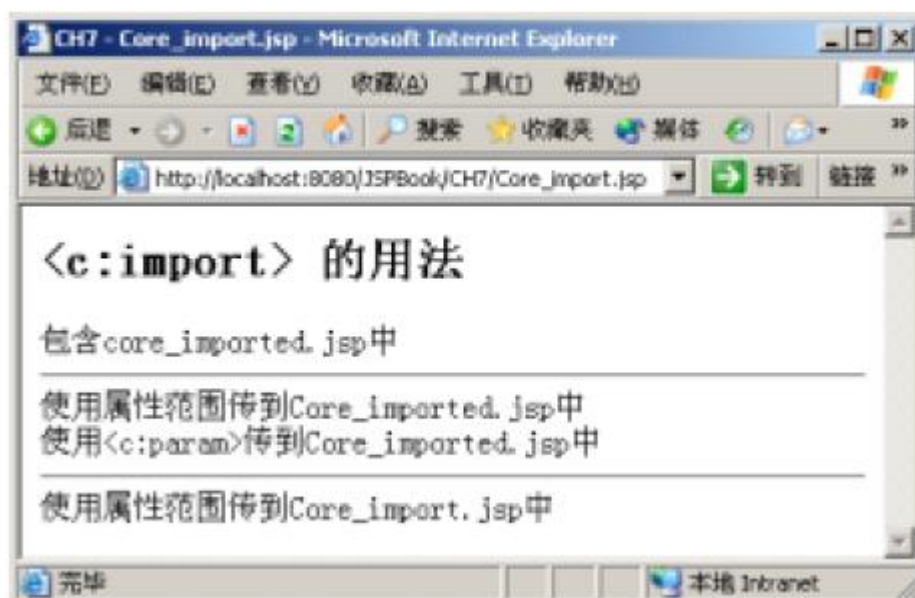 CH7 - Core_import.jsp - Microsoft Internet Explorer
文件(F) 编辑(E) 查看(V) 收藏(A) 工具(T) 帮助(H)
后退 搜索 收藏夹 媒体 »
地址(D) http://localhost:8080/JSPBook/CH7/Core_import.jsp 转到 链接 »
<c:import> 的用法
包含core_imported.jsp中
使用属性范围传到Core_imported.jsp中
使用<c:param>传到Core_imported.jsp中
使用属性范围传到Core_import.jsp中
完毕 本地 Intranet